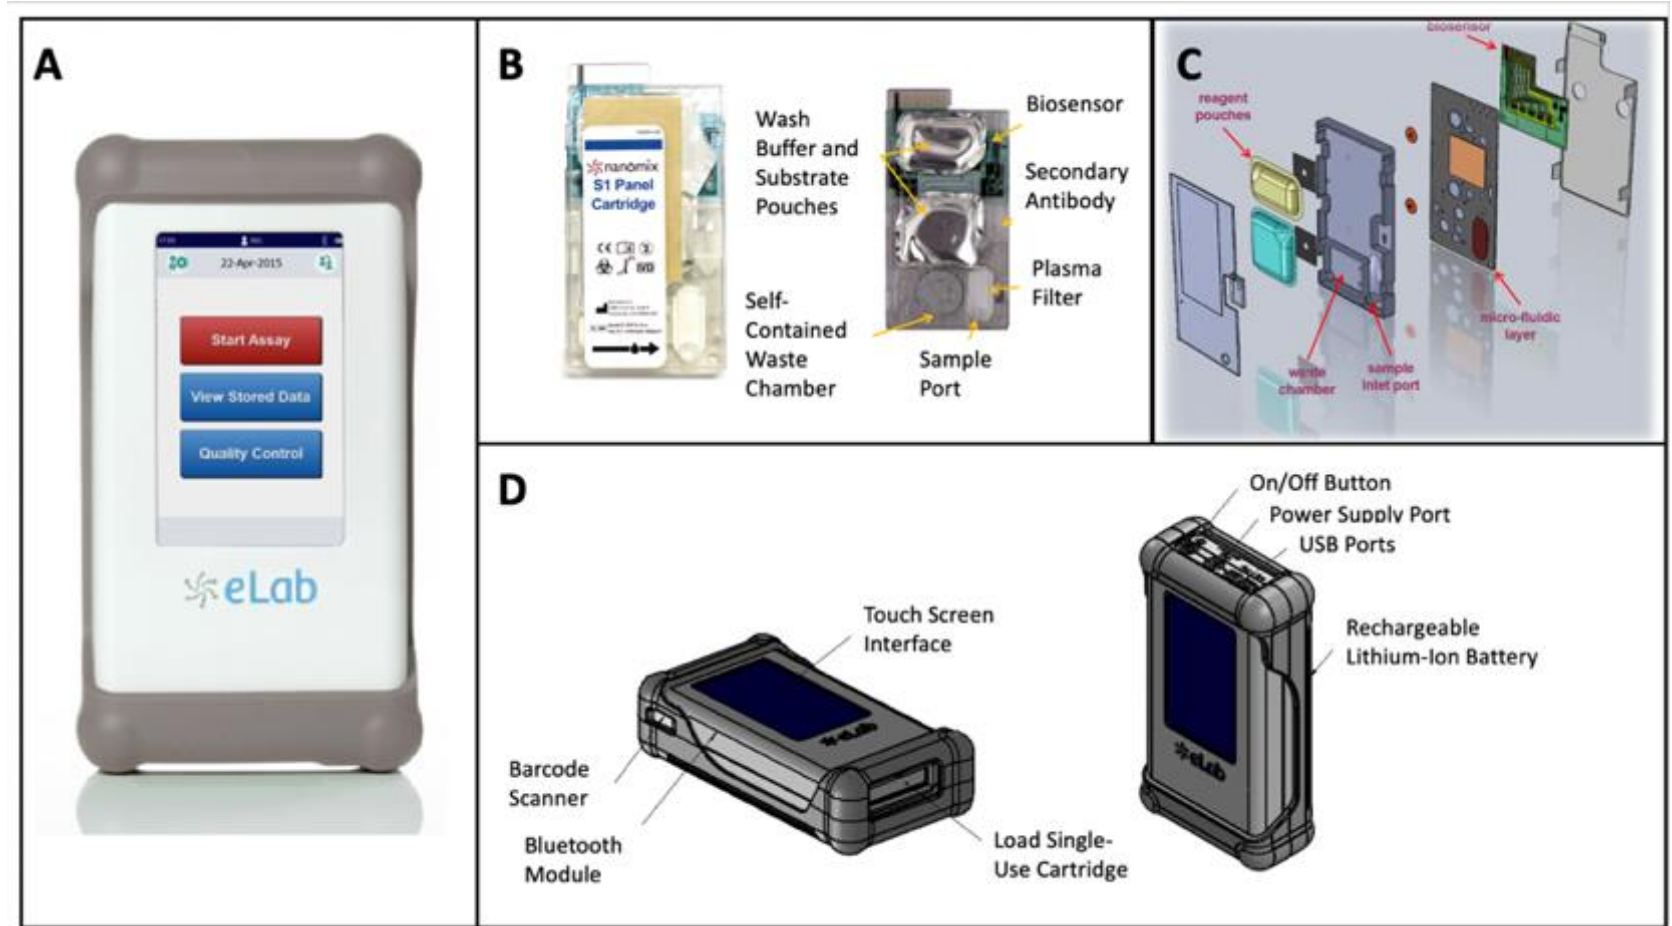 A
22-Apr-2015
Start Assay
View Stored Data
Quality Control
eLab
B
nanomix
S1 Panel
Cartridge
Wash
Buffer and
Substrate
Pouches
Self-
Contained
Waste
Chamber
Biosensor
Secondary
Antibody
Plasma
Filter
Sample
Port
C
biosensor
reagent
pouches
micro-fluidic
layer
waste
chamber
sample
inlet port
D
On/Off Button
Power Supply Port
USB Ports
Touch Screen
Interface
Rechargeable
Lithium-Ion Battery
eLab
eLab
Barcode
Scanner
Bluetooth
Module
Load Single-
Use Cartridge